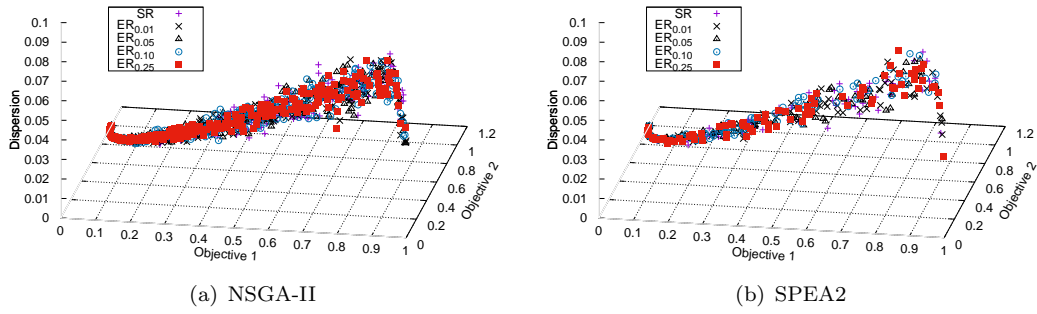 0.1
0.09
0.08
0.07
0.06
0.05
0.04
0.03
0.02
0.01
0
Dispersion
SR
ER0.01
ER0.05
ER0.10
ER0.25
0 0.1 0.2 0.3 0.4 0.5 0.6 0.7 0.8 0.9 1
Objective 1
0 0.2 0.4 0.6 0.8 1 1.2
Objective 2
(a) NSGA-II
0.1
0.09
0.08
0.07
0.06
0.05
0.04
0.03
0.02
0.01
0
Dispersion
SR
ER0.01
ER0.05
ER0.10
ER0.25
0 0.1 0.2 0.3 0.4 0.5 0.6 0.7 0.8 0.9 1
Objective 1
0 0.2 0.4 0.6 0.8 1 1.2
Objective 2
(b) SPEA2